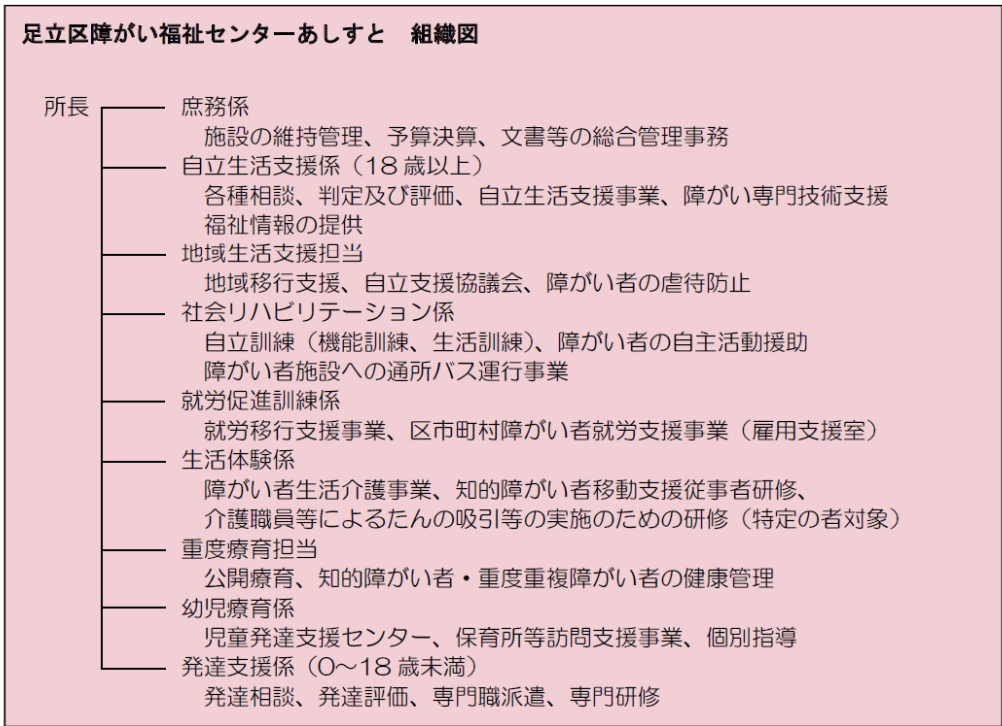 足立区障がい福祉センターあしすと　組織図
所長
庶務係
施設の維持管理、予算決算、文書等の総合管理事務
自立生活支援係（18歳以上）
各種相談、判定及び評価、自立生活支援事業、障がい専門技術支援
福祉情報の提供
地域生活支援担当
地域移行支援、自立支援協議会、障がい者の虐待防止
社会リハビリテーション係
自立訓練（機能訓練、生活訓練）、障がい者の自主活動援助
障がい者施設への通所バス運行事業
就労促進訓練係
就労移行支援事業、区市町村障がい者就労支援事業（雇用支援室）
生活体験係
障がい者生活介護事業、知的障がい者移動支援従事者研修、
介護職員等によるたんの吸引等の実施のための研修（特定の者対象）
重度療育担当
公開療育、知的障がい者・重度重複障がい者の健康管理
幼児療育係
児童発達支援センター、保育所等訪問支援事業、個別指導
発達支援係（0～18歳未満）
発達相談、発達評価、専門職派遣、専門研修